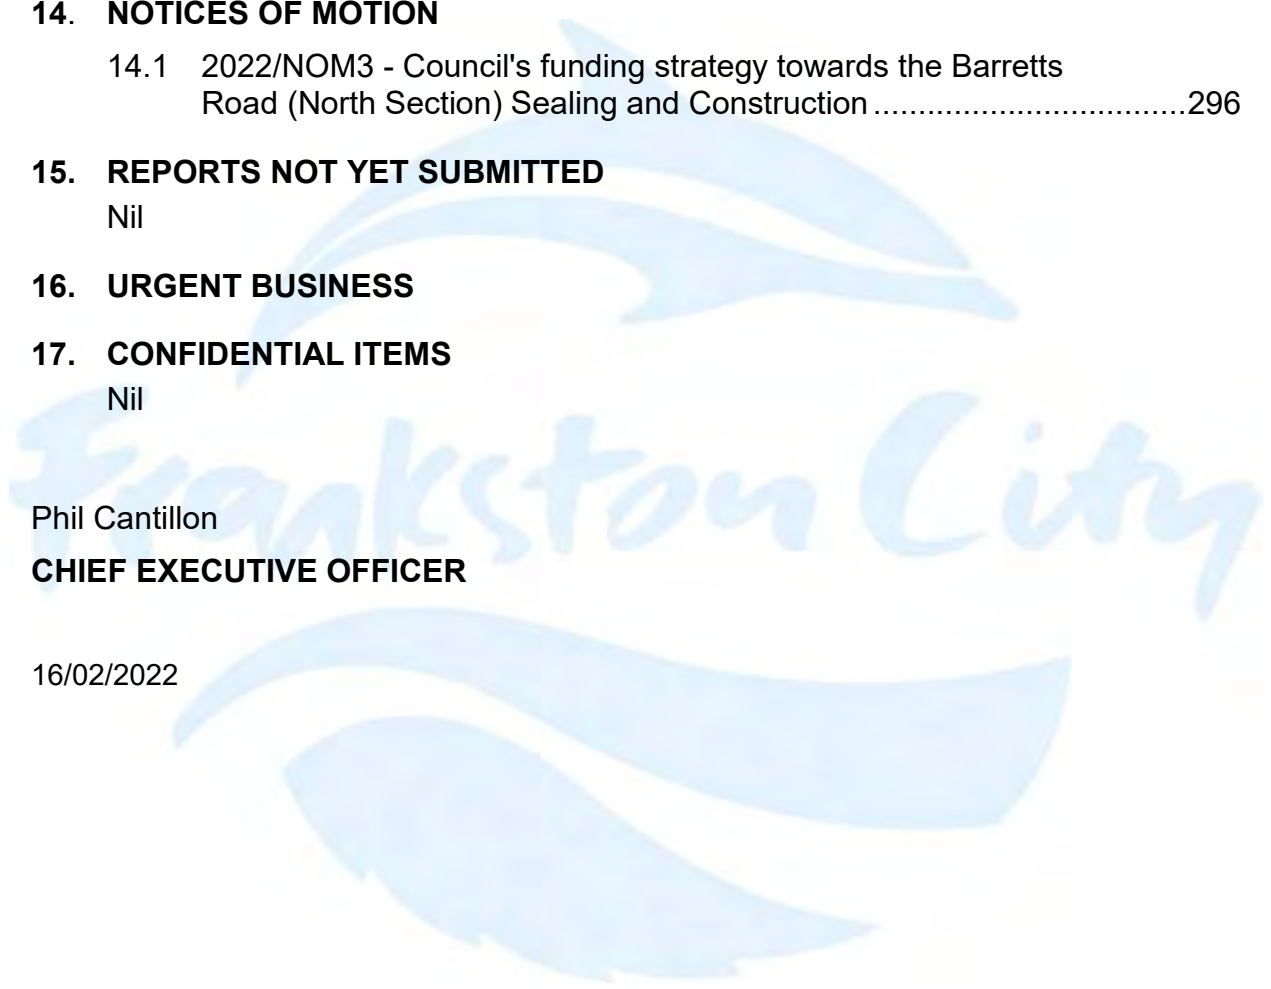 14. NOTICES OF MOTION
14.1 2022/NOM3 - Council's funding strategy towards the Barretts
Road (North Section) Sealing and Construction...................................296
15. REPORTS NOT YET SUBMITTED
Nil
16. URGENT BUSINESS
17. CONFIDENTIAL ITEMS
Nil
Frankston City
Phil Cantillon
CHIEF EXECUTIVE OFFICER
16/02/2022